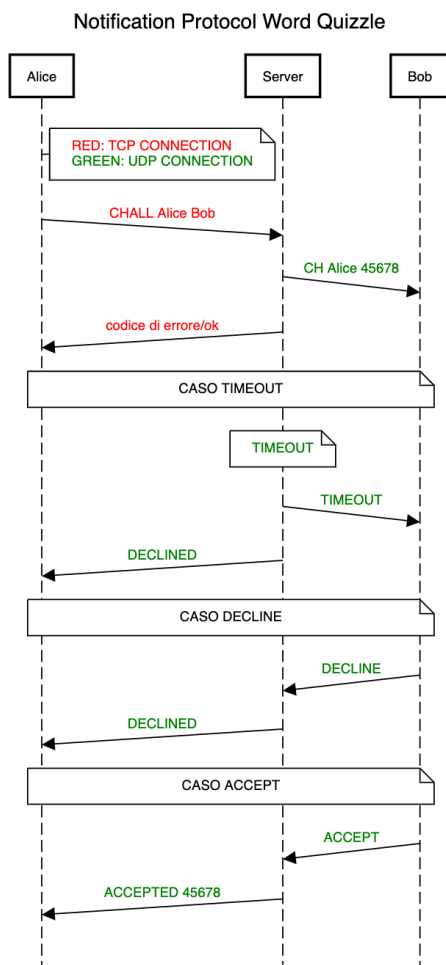 Notification Protocol Word Quizzle
Alice
Server
Bob
RED: TCP CONNECTION
GREEN: UDP CONNECTION
CHALL Alice Bob
CH Alice 45678
codice di errore/ok
CASO TIMEOUT
TIMEOUT
TIMEOUT
DECLINED
CASO DECLINE
DECLINE
DECLINED
CASO ACCEPT
ACCEPT
ACCEPTED 45678